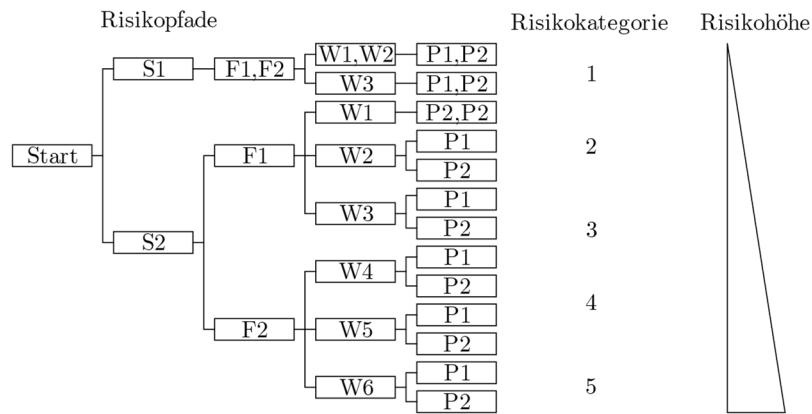 Risikopfade Risikokategorie Risikohöhe
W1,W2 P1,P2
S1 F1,F2
1
W3 P1,P2
W1 P2,P2
P1
2
Start F1 W2
P2
P1
W3
P2
3
S2
P1
W4
P2
4
P1
F2 W5
P2
P1
W6 5
P2